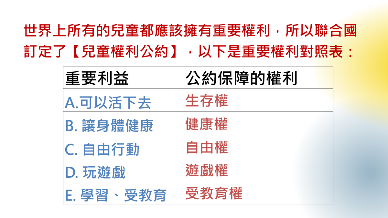 世界上所有的兒童都應該擁有重要權利，所以聯合國
訂定了【兒童權利公約】，以下是重要權利對照表：
重要利益 公約保障的權利
A.可以活下去 生存權
B. 讓身體健康 健康權
C. 自由行動 自由權
D. 玩遊戲 遊戲權
E. 學習、受教育 受教育權